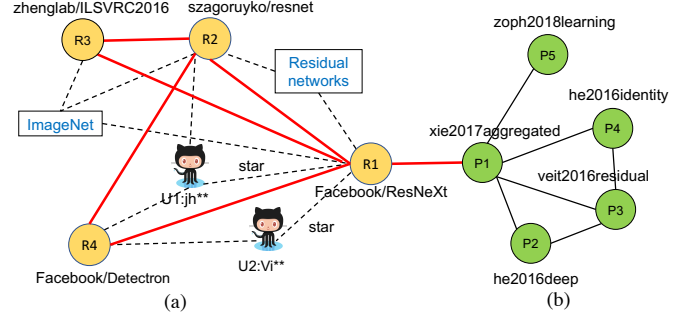 zhenglab/ILSVRC2016
szagoruyko/resnet
R3
R2
Residual
networks
ImageNet
star
U1:jh**
R1
Facebook/ResNeXt
star
U2:Vi**
R4
Facebook/Detectron
(a)
zoph2018learning
P5
he2016identity
P4
xie2017aggregated
P1
veit2016residual
P3
P2
he2016deep
(b)